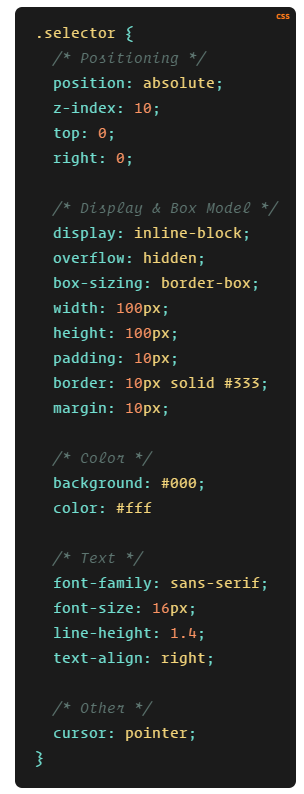 css
.selector {
/* Positioning */
position: absolute;
z-index: 10;
top: 0;
right: 0;
/* Display & Box Model */
display: inline-block;
overflow: hidden;
box-sizing: border-box;
width: 100px;
height: 100px;
padding: 10px;
border: 10px solid #333;
margin: 10px;
/* Color */
background: #000;
color: #fff
/* Text */
font-family: sans-serif;
font-size: 16px;
line-height: 1.4;
text-align: right;
/* Other */
cursor: pointer;
}